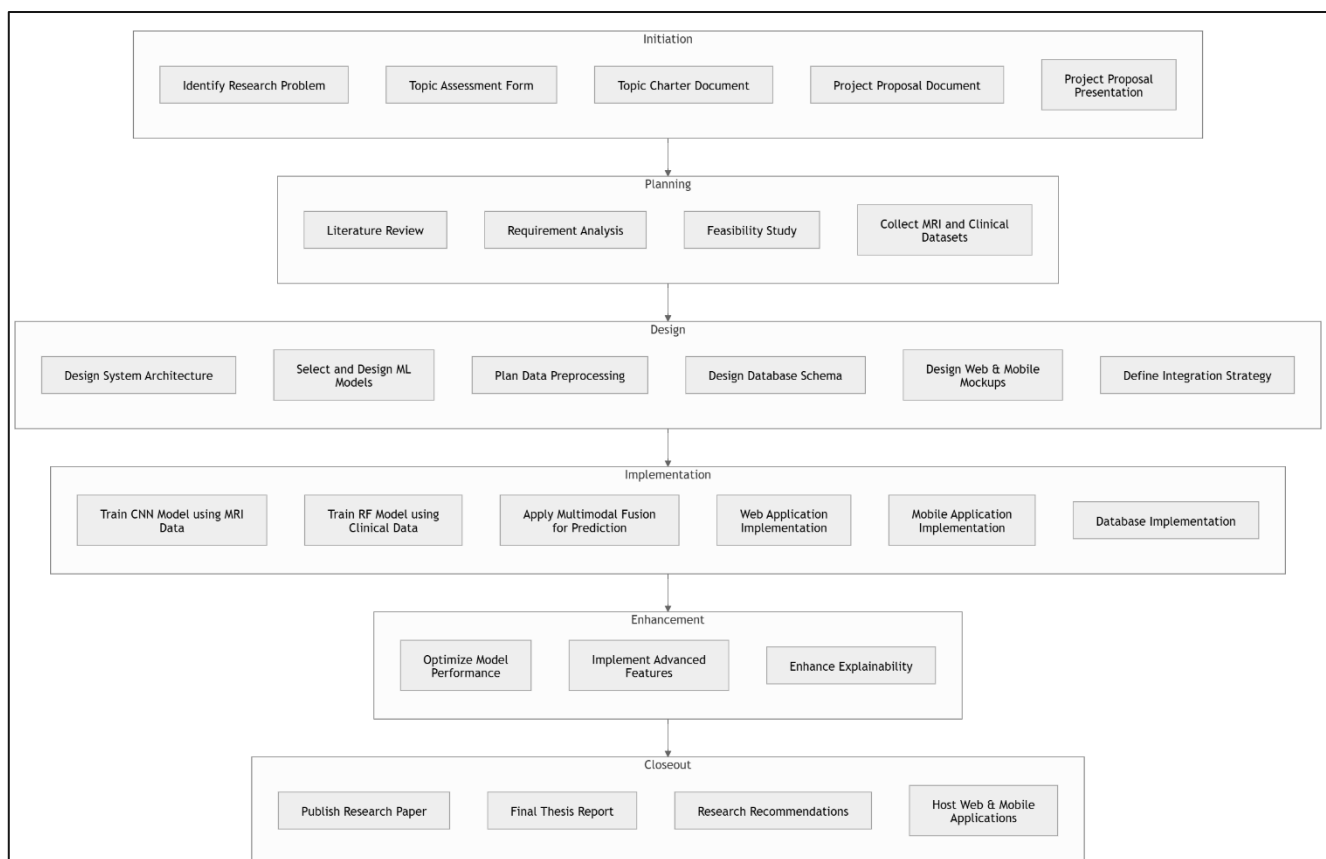 Initiation
Identify Research Problem
Topic Assessment Form
Topic Charter Document
Project Proposal Document
Project Proposal
Presentation
Planning
Literature Review
Requirement Analysis
Feasibility Study
Collect MRI and Clinical
Datasets
Design
Design System Architecture
Select and Design ML
Models
Plan Data Preprocessing
Design Database Schema
Design Web & Mobile
Mockups
Define Integration Strategy
Implementation
Train CNN Model using MRI
Data
Train RF Model using
Clinical Data
Apply Multimodal Fusion
for Prediction
Web Application
Implementation
Mobile Application
Implementation
Database Implementation
Enhancement
Optimize Model
Performance
Implement Advanced
Features
Enhance Explainability
Closeout
Publish Research Paper
Final Thesis Report
Research Recommendations
Host Web & Mobile
Applications